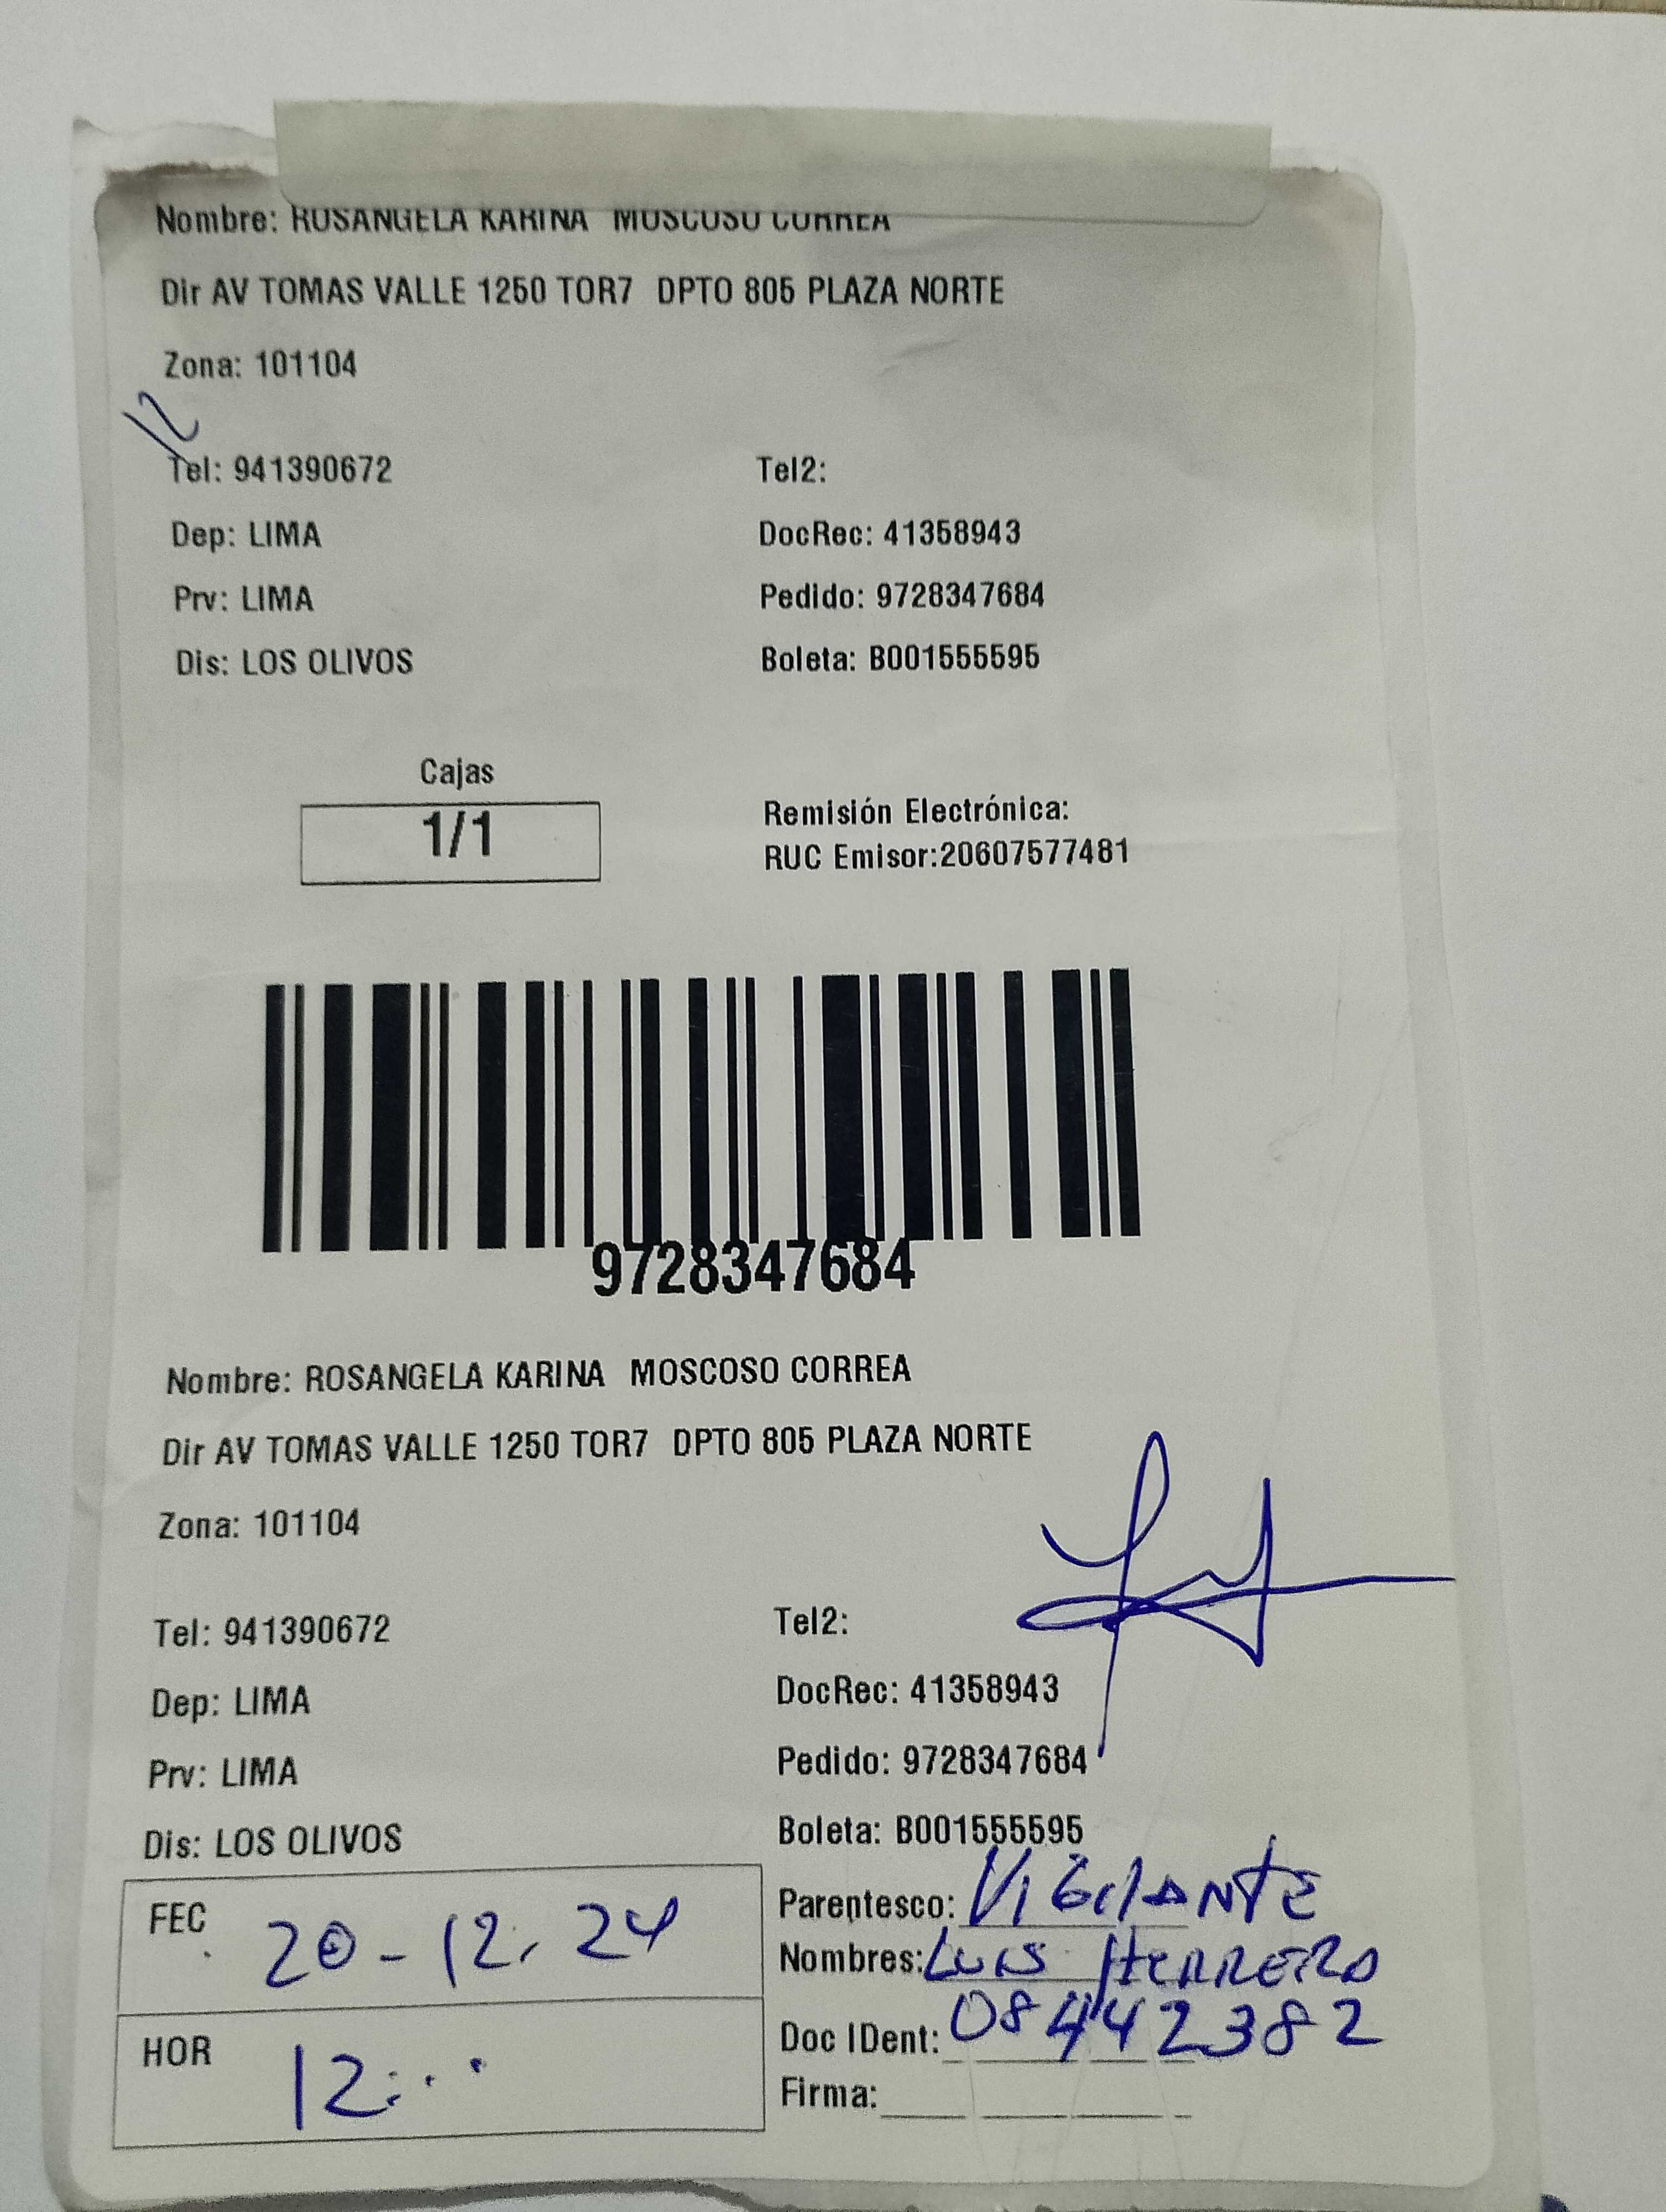 Nombre: ROSANGELA KARINA MOSCOSO CORREA
Dir AV TOMAS VALLE 1250 TOR7 DPTO 805 PLAZA NORTE
Zona: 101104
12
Tel: 941390672 Tel2:
Dep: LIMA DocRec: 41358943
Prv: LIMA Pedido: 9728347684
Dis: LOS OLIVOS Boleta: B001555595
Cajas
1/1
Remisión Electrónica:
RUC Emisor:20607577481
9728347684
Nombre: ROSANGELA KARINA MOSCOSO CORREA
Dir AV TOMAS VALLE 1250 TOR7 DPTO 805 PLAZA NORTE
Zona: 101104
Tel: 941390672 Tel2:
Dep: LIMA DocRec: 41358943
Prv: LIMA Pedido: 9728347684
Dis: LOS OLIVOS Boleta: B001555595
FEC 20-12. 24
HOR 12:..
Parentesco: VIGILANTE
Nombres: LUIS HERRERA
Doc IDent: 08442382
Firma: